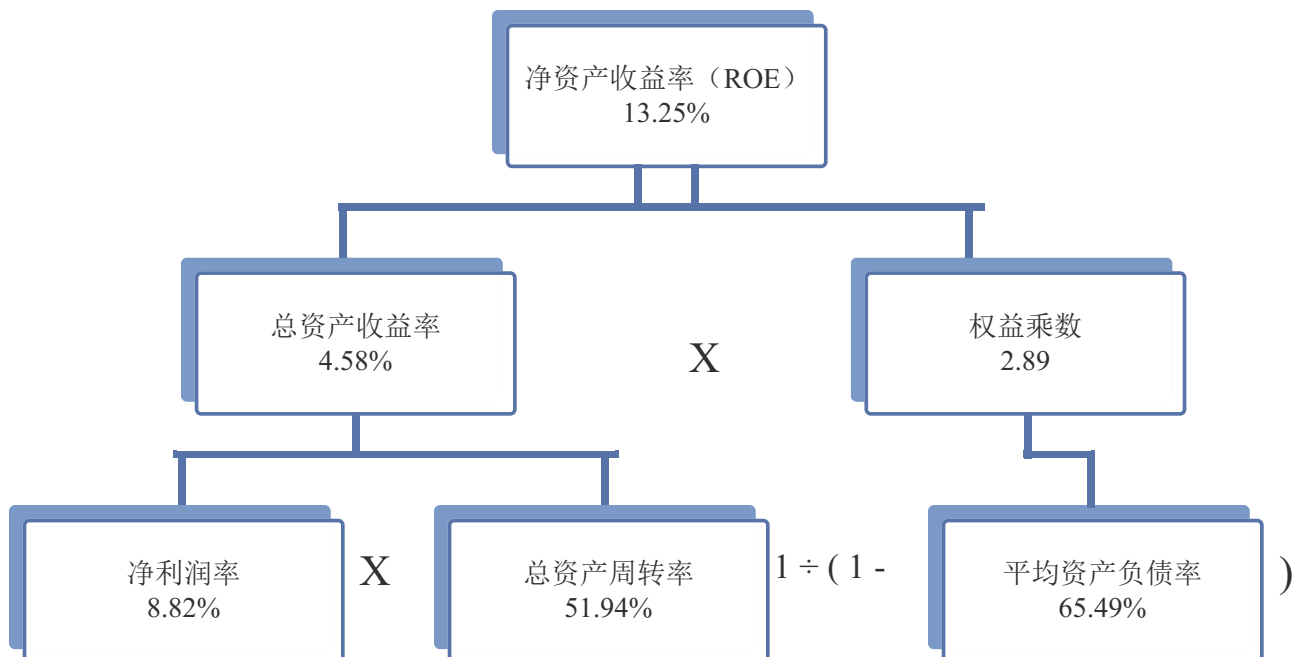 净资产收益率（ROE）
13.25%
总资产收益率
4.58%
X
权益乘数
2.89
净利润率
8.82%
X
总资产周转率
51.94%
1 ÷ ( 1 -
平均资产负债率
65.49%
)